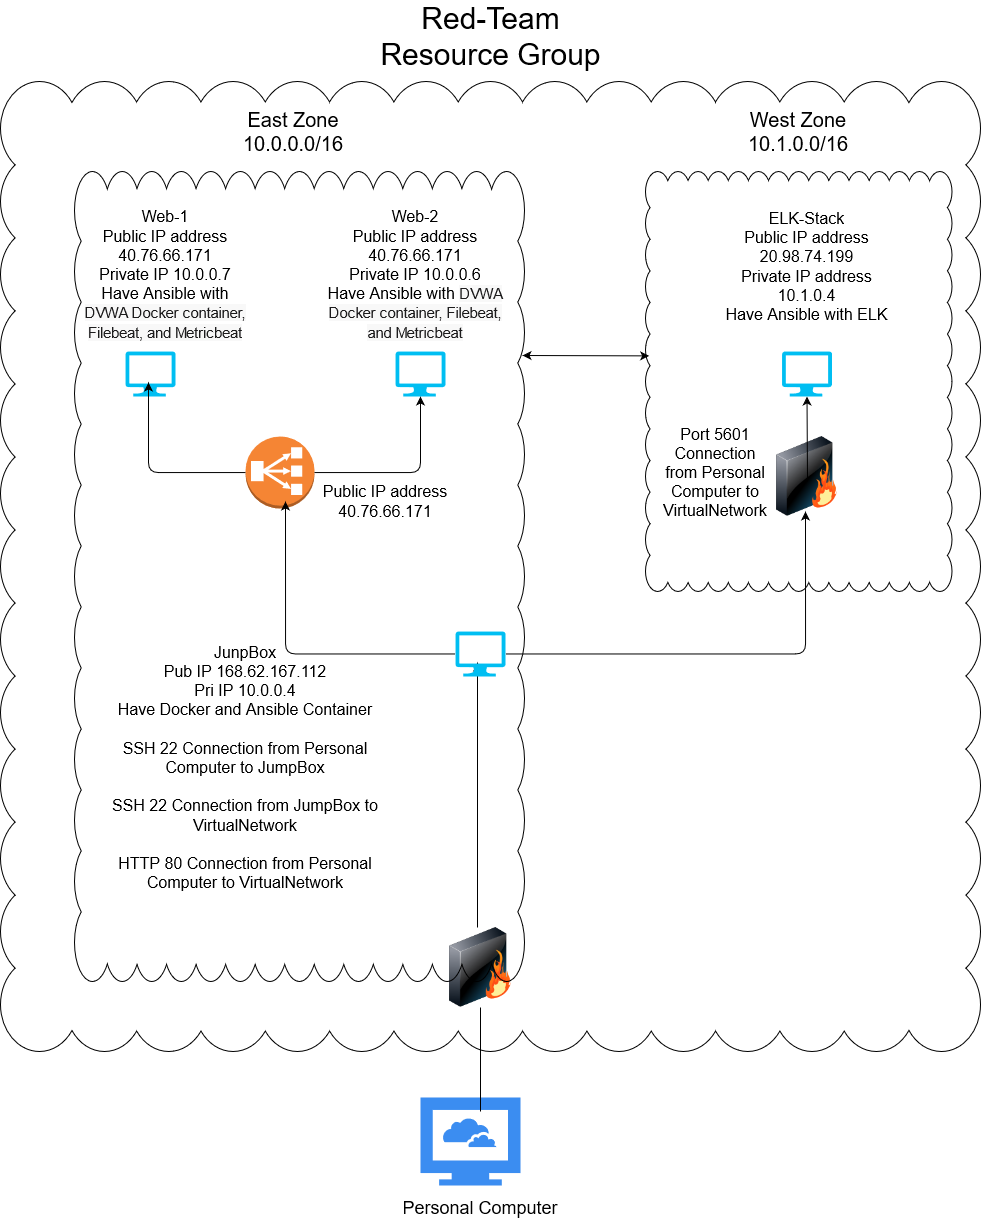 Red-Team
Resource Group
East Zone
10.0.0.0/16
West Zone
10.1.0.0/16
Web-1
Public IP address
40.76.66.171
Private IP 10.0.0.7
Have Ansible with
DVWA Docker container,
Filebeat, and Metricbeat
Web-2
Public IP address
40.76.66.171
Private IP 10.0.0.6
Have Ansible with DVWA
Docker container, Filebeat,
and Metricbeat
ELK-Stack
Public IP address
20.98.74.199
Private IP address
10.1.0.4
Have Ansible with ELK
Port 5601
Connection
from Personal
Computer to
VirtualNetwork
Public IP address
40.76.66.171
JunpBox
Pub IP 168.62.167.112
Pri IP 10.0.0.4
Have Docker and Ansible Container
SSH 22 Connection from Personal
Computer to JumpBox
SSH 22 Connection from JumpBox to
VirtualNetwork
HTTP 80 Connection from Personal
Computer to VirtualNetwork
Personal Computer